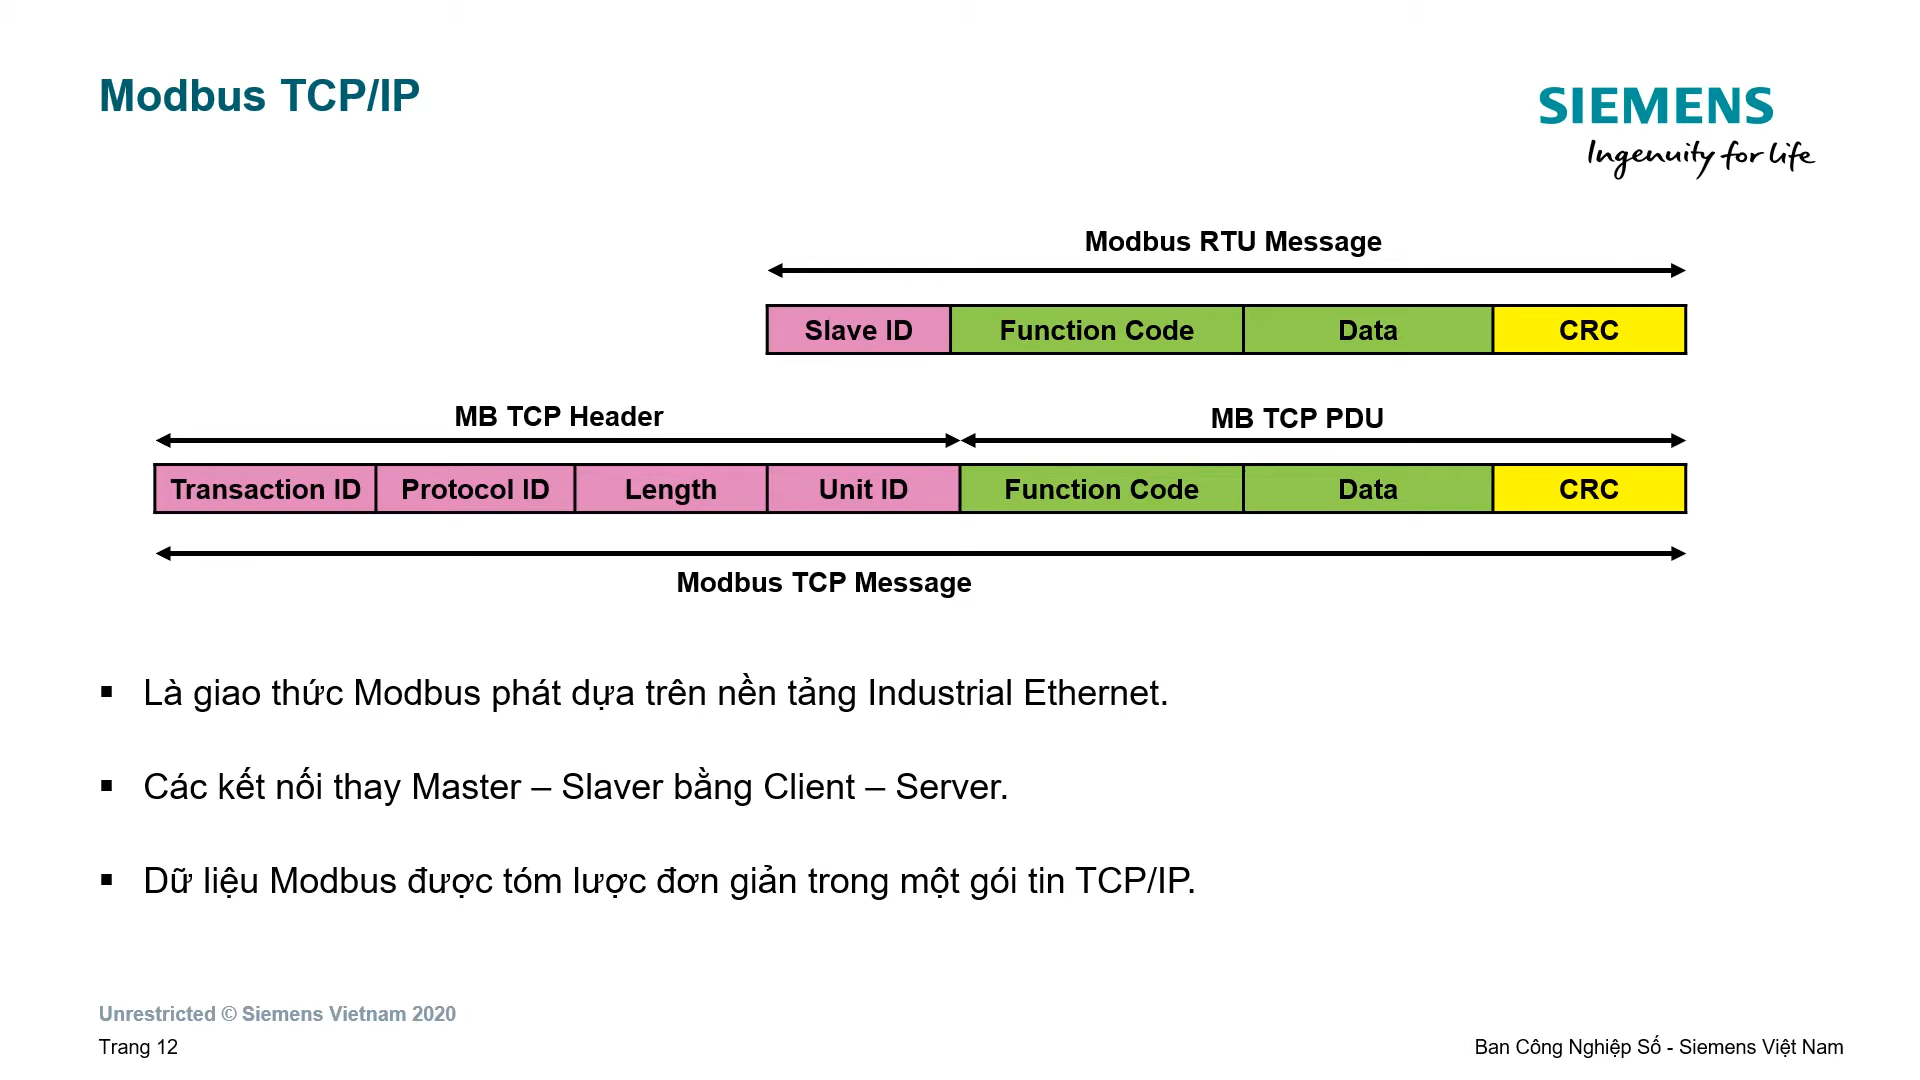 Modbus TCP/IP
SIEMENS
Ingenuity for life
Modbus RTU Message
Slave ID Function Code Data CRC
MB TCP Header MB TCP PDU
Transaction ID Protocol ID Length Unit ID Function Code Data CRC
Modbus TCP Message
▪ Là giao thức Modbus phát dựa trên nền tảng Industrial Ethernet.
▪ Các kết nối thay Master – Slaver bằng Client – Server.
▪ Dữ liệu Modbus được tóm lược đơn giản trong một gói tin TCP/IP.
Unrestricted © Siemens Vietnam 2020
Trang 12 Ban Công Nghiệp Số - Siemens Việt Nam